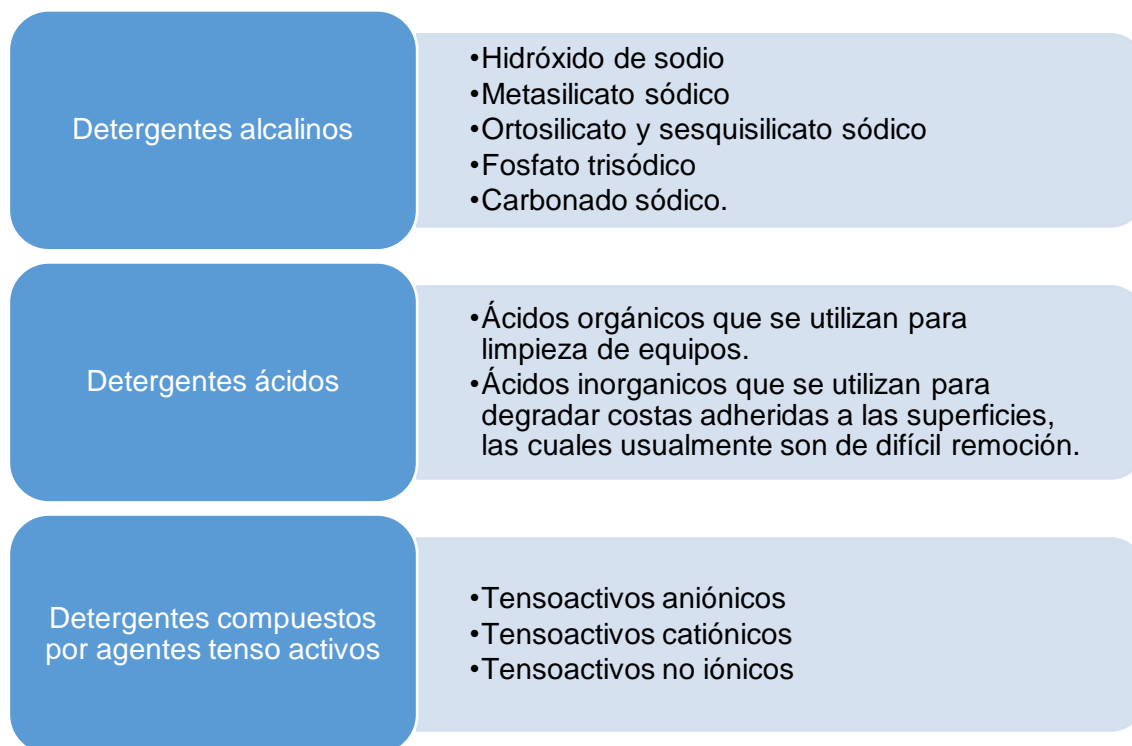 Detergentes alcalinos
•Hidróxido de sodio
•Metasilicato sódico
•Ortosilicato y sesquisilicato sódico
•Fosfato trisódico
•Carbonado sódico.
Detergentes ácidos
•Ácidos orgánicos que se utilizan para
limpieza de equipos.
•Ácidos inorganicos que se utilizan para
degradar costas adheridas a las superficies,
las cuales usualmente son de difícil remoción.
Detergentes compuestos
por agentes tenso activos
•Tensoactivos aniónicos
•Tensoactivos catiónicos
•Tensoactivos no iónicos